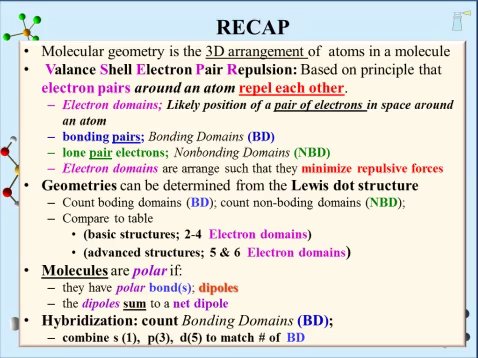 RECAP
• Molecular geometry is the 3D arrangement of atoms in a molecule
• Valance Shell Electron Pair Repulsion: Based on principle that
electron pairs around an atom repel each other.
– Electron domains; Likely position of a pair of electrons in space around
an atom
– bonding pairs; Bonding Domains (BD)
– lone pair electrons; Nonbonding Domains (NBD)
– Electron domains are arrange such that they minimize repulsive forces
• Geometries can be determined from the Lewis dot structure
– Count boding domains (BD); count non-boding domains (NBD);
– Compare to table
• (basic structures; 2-4 Electron domains)
• (advanced structures; 5 & 6 Electron domains)
• Molecules are polar if:
– they have polar bond(s); dipoles
– the dipoles sum to a net dipole
• Hybridization: count Bonding Domains (BD);
– combine s (1), p(3), d(5) to match # of BD